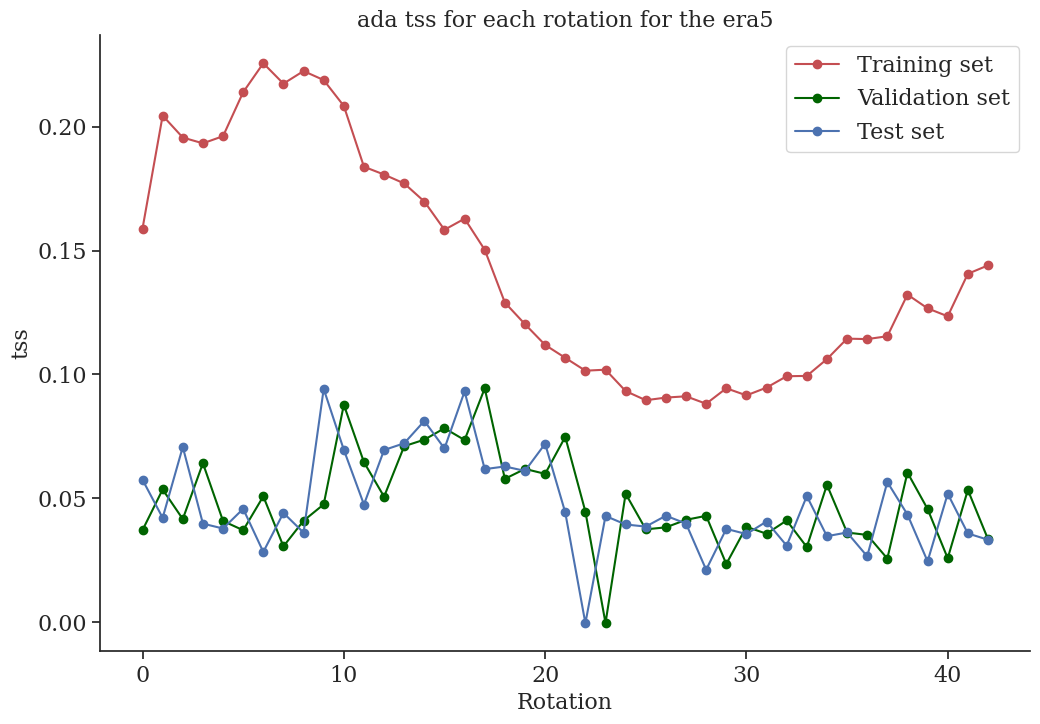 ada tss for each rotation for the era5
Training set
Validation set
Test set
tss
0.20
0.15
0.10
0.05
0.00
0 10 20 30 40
Rotation